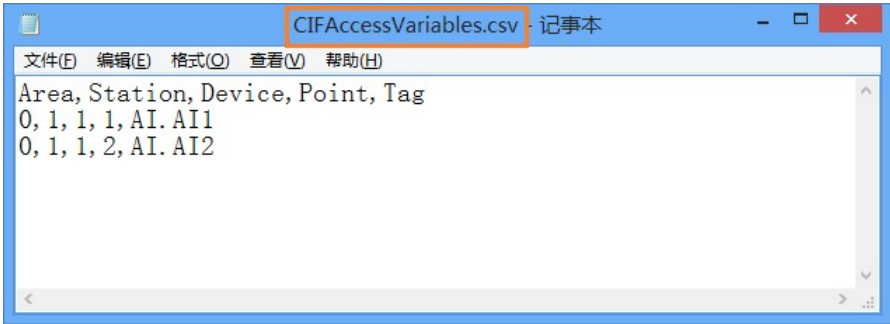 CIFAccessVariables.csv - 记事本
文件(F) 编辑(E) 格式(O) 查看(V) 帮助(H)
Area,Station,Device,Point,Tag
0,1,1,1,AI.AI1
0,1,1,2,AI.AI2